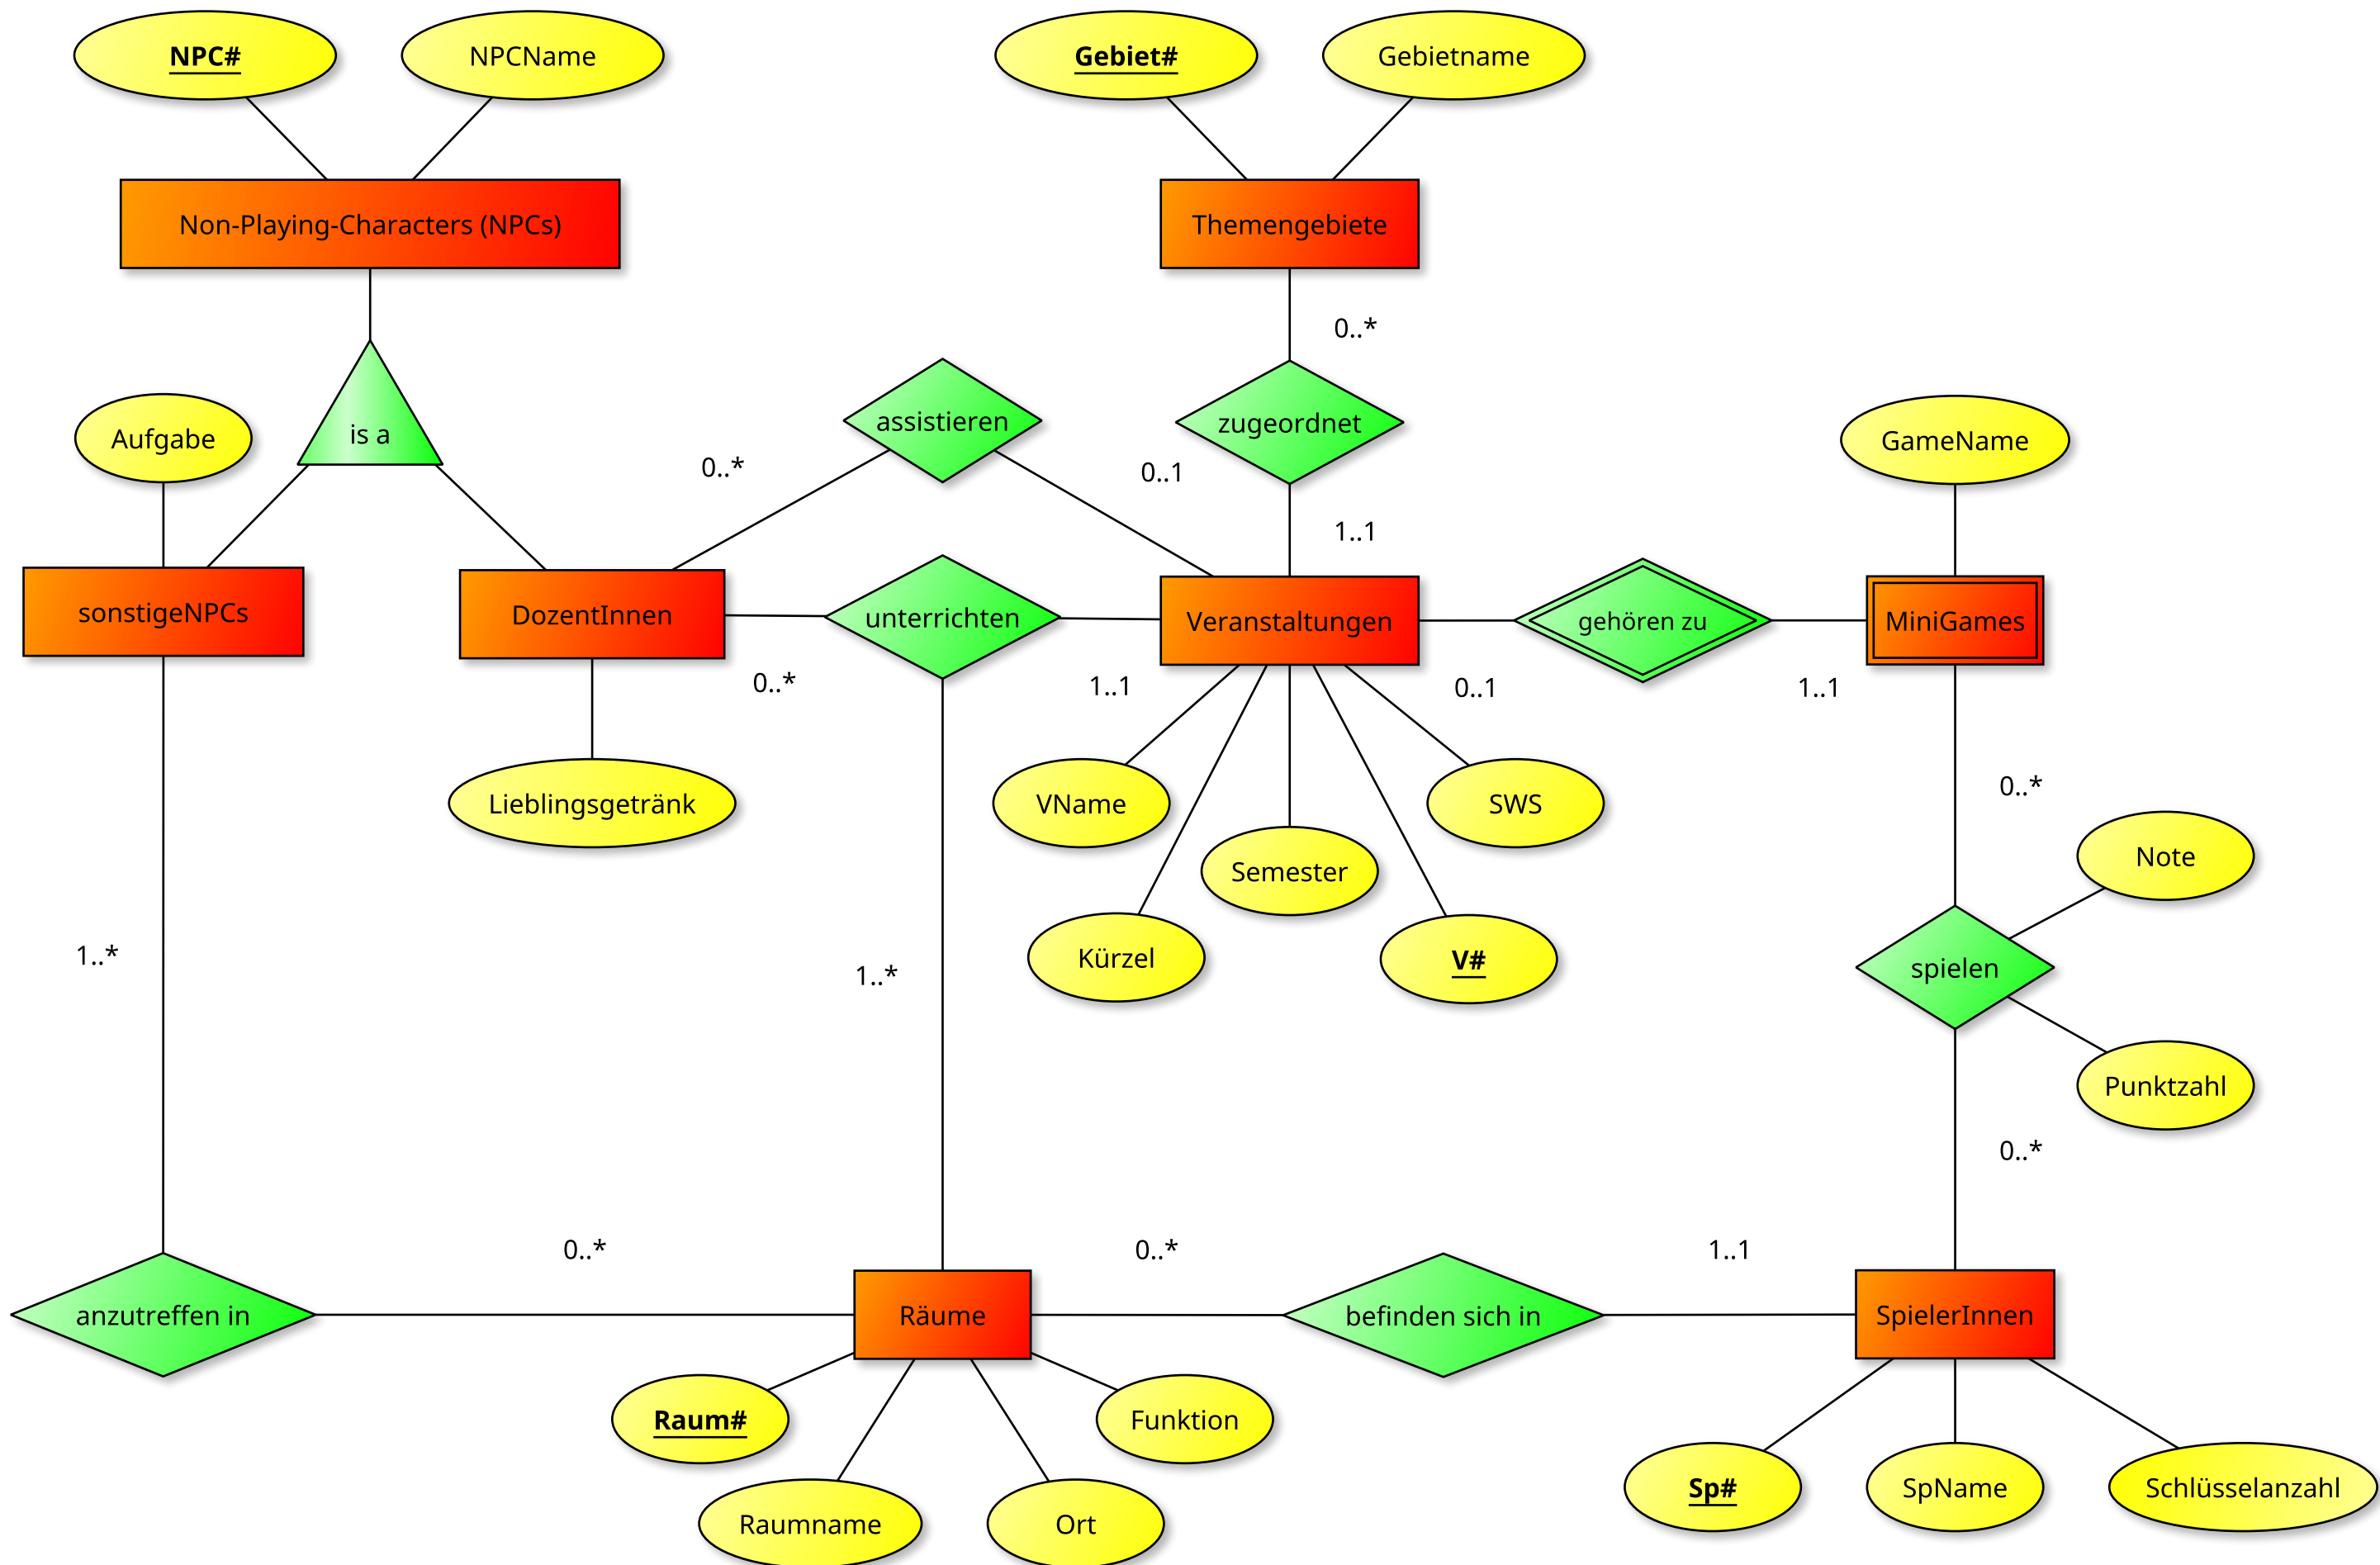 NPC#
NPCName
Gebiet#
Gebietname
Non-Playing-Characters (NPCs)
Themengebiete
0..*
is a
assistieren
zugeordnet
Aufgabe
GameName
0..*
0..1
1..1
sonstigeNPCs
DozentInnen
unterrichten
Veranstaltungen
gehören zu
MiniGames
0..*
1..1
0..1
1..1
Lieblingsgetränk
VName
SWS
0..*
Semester
Note
1..*
1..*
Kürzel
V#
spielen
Punktzahl
0..*
0..*
0..*
1..1
anzutreffen in
Räume
befinden sich in
SpielerInnen
Raum#
Funktion
Sp#
SpName
Schlüsselanzahl
Raumname
Ort